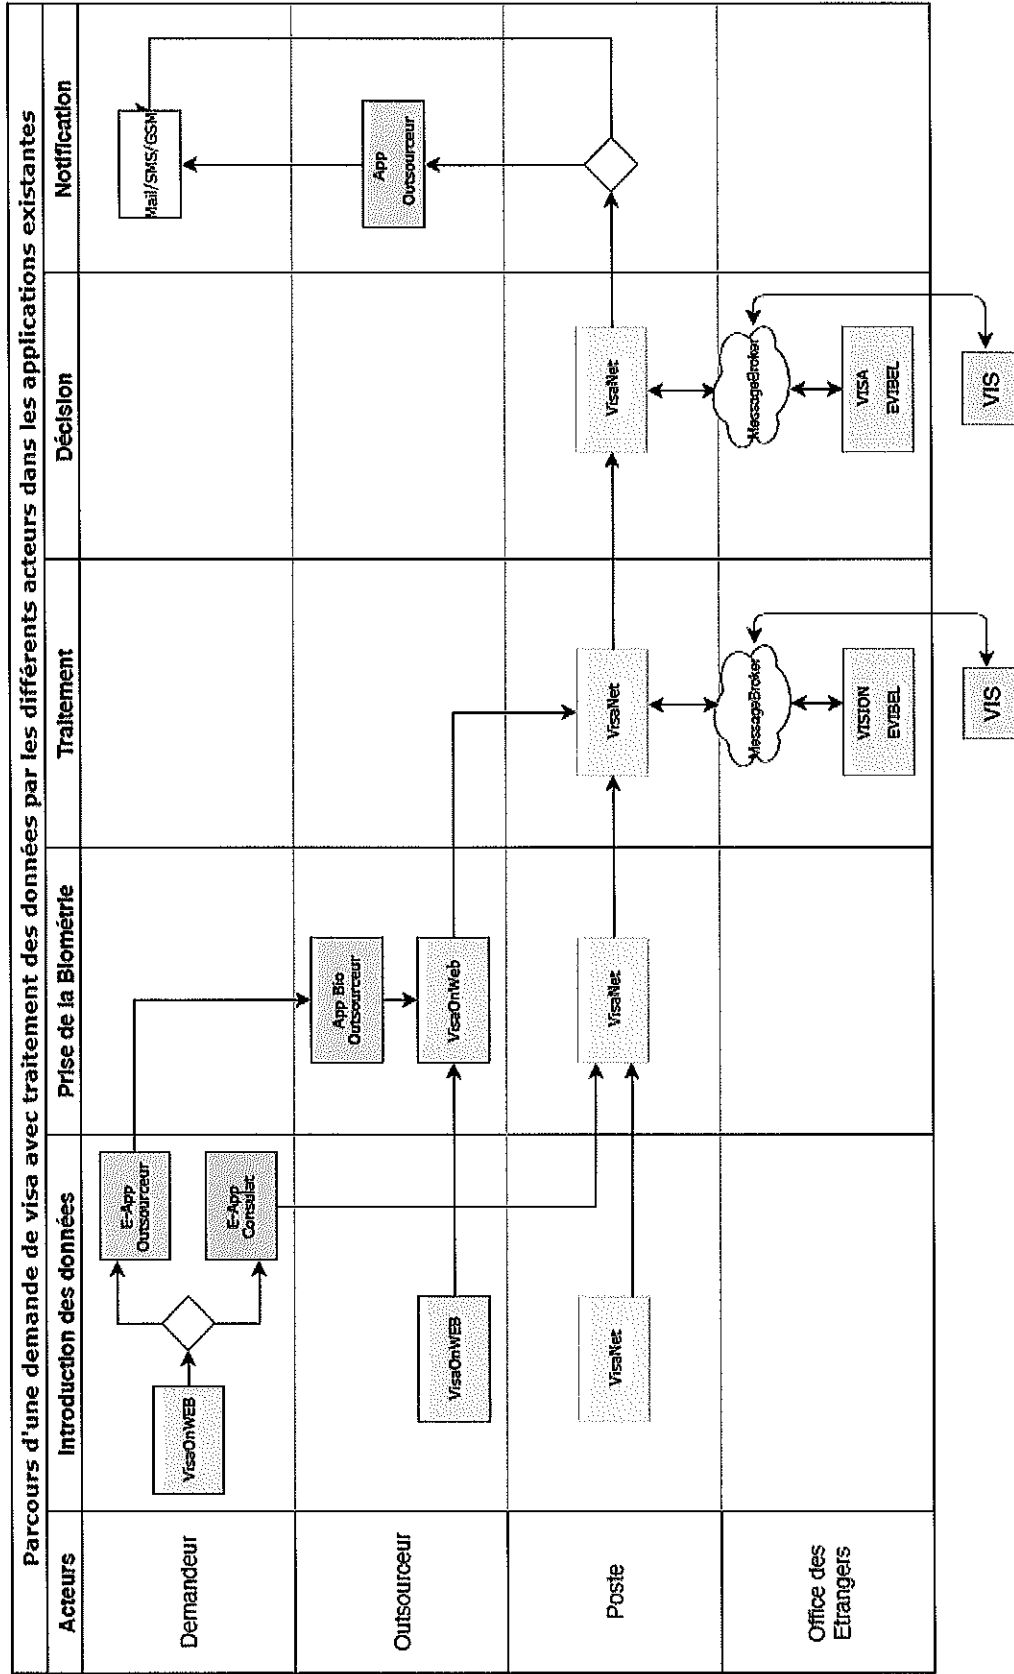 Parcours d'une demande de visa avec traitement des données par les différents acteurs dans les applications existantes
Acteurs
Introduction des données
Prise de la Biométrie
Traitement
Décision
Notification
Demandeur
VisaOnWEB
E-App
Outsourceur
E-App
Consulat
Mail/SMS/GSM
Outsourceur
VisaOnWEB
App Bio
Outsourceur
VisaOnWeb
App
Outsourceur
Poste
VisaNet
VisaNet
VisaNet
VisaNet
Office des
Etrangers
MessageBroker
VISION
EVIBEL
MessageBroker
VISA
EVIBEL
VIS
VIS